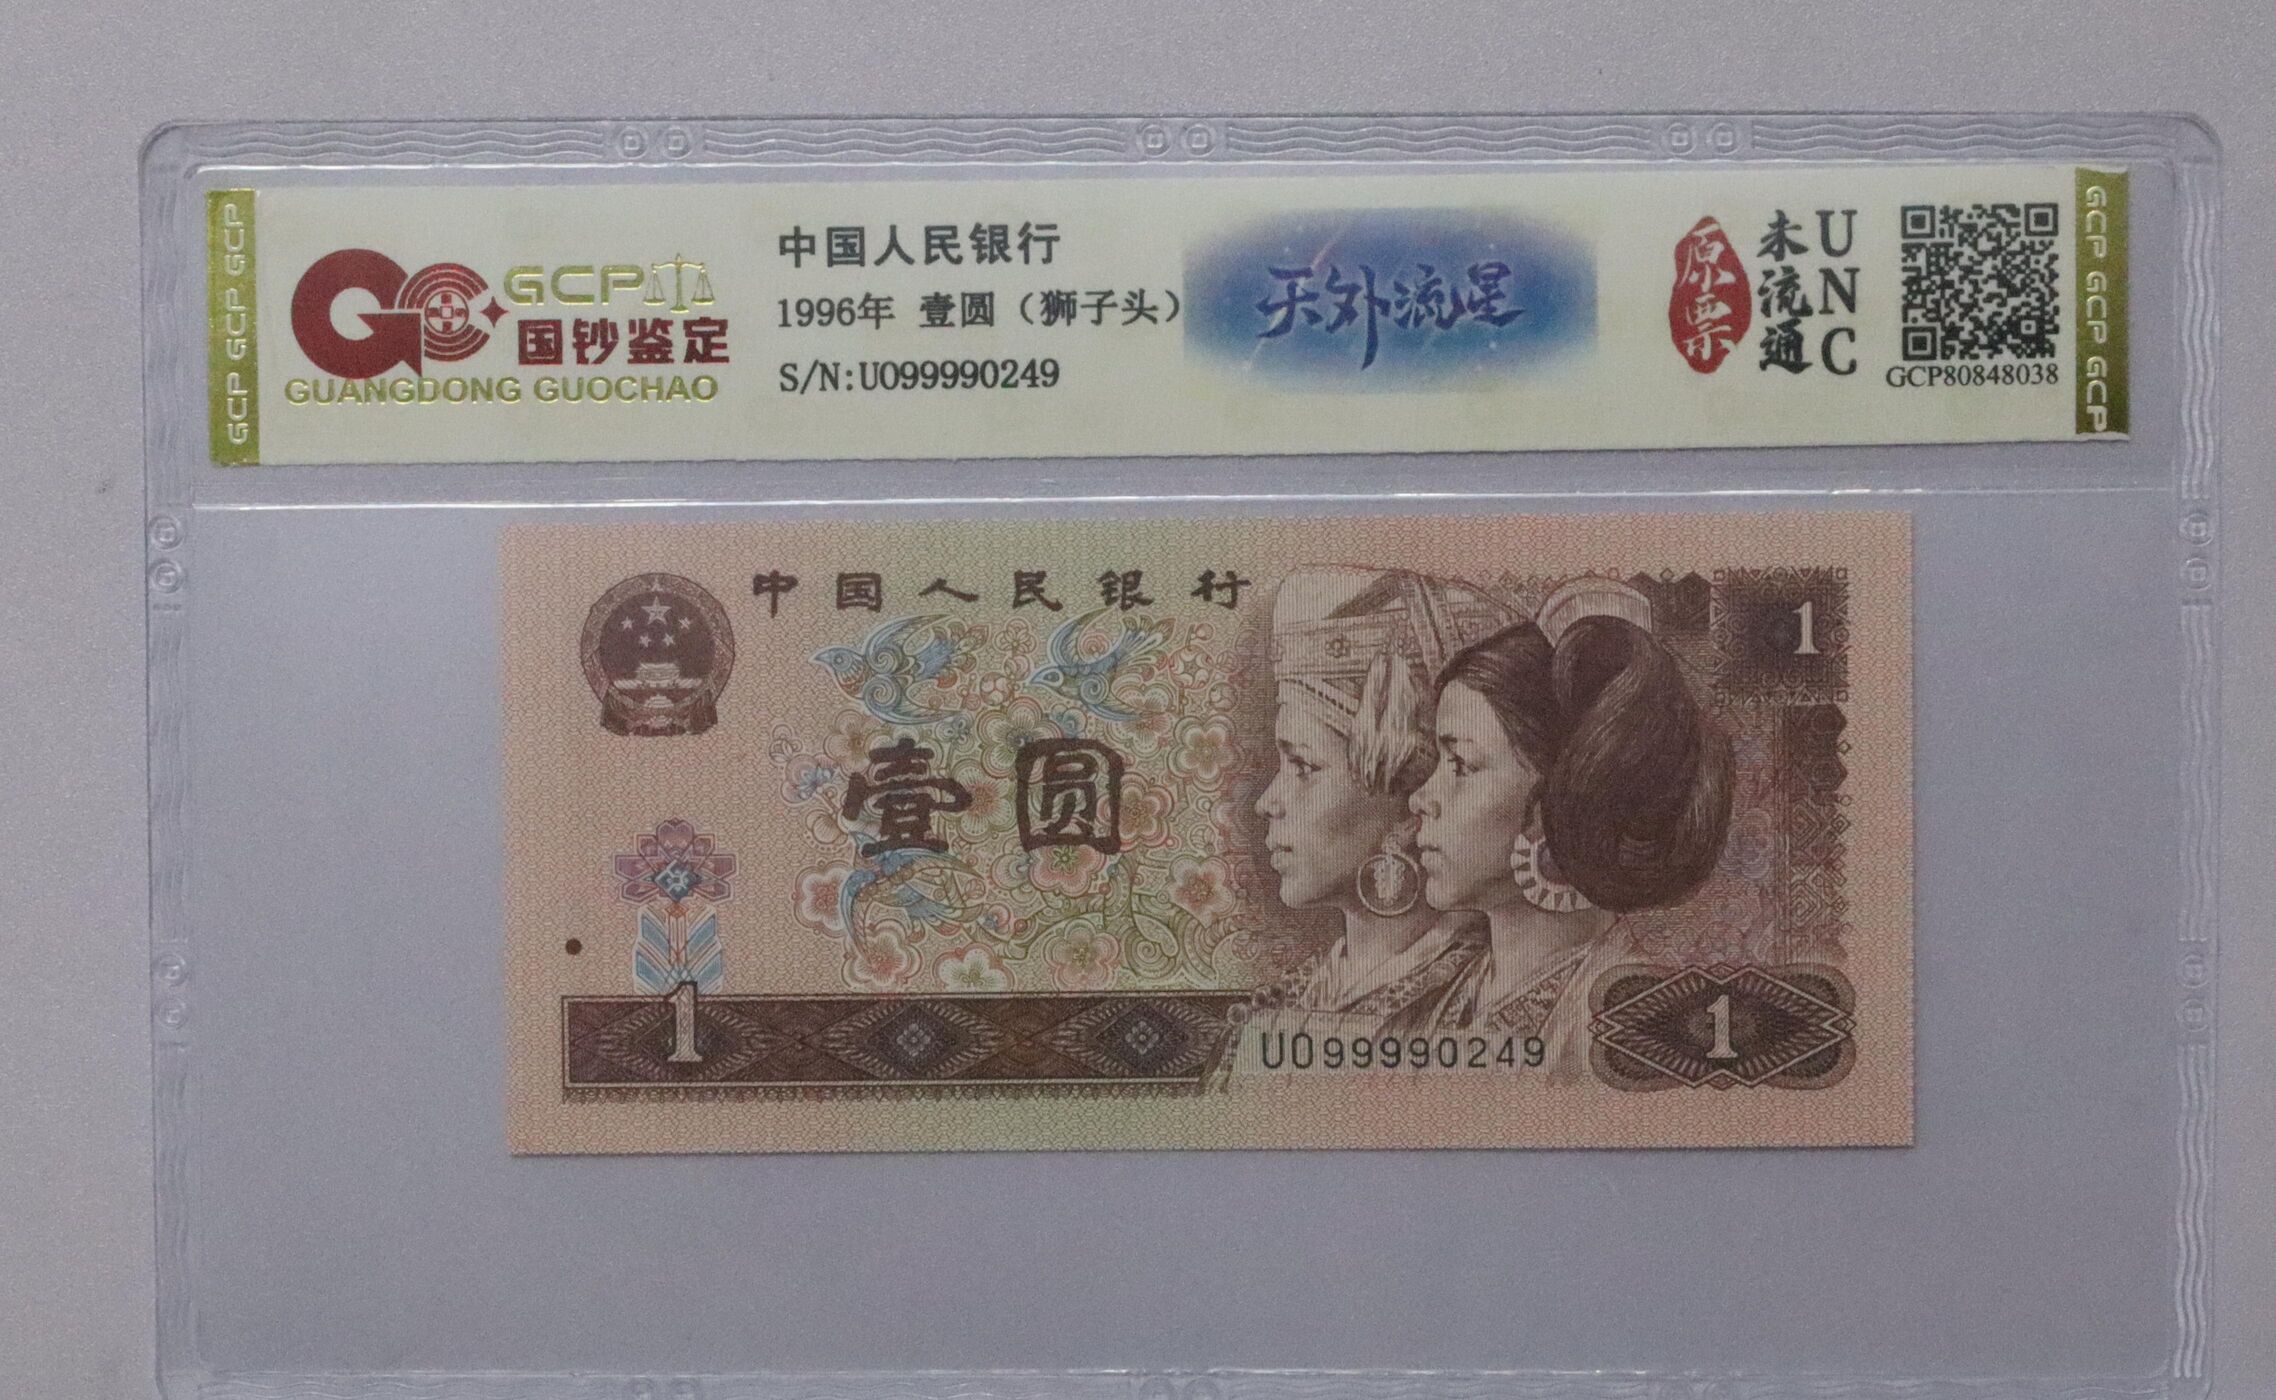 GCP GCP GCP
GCP
国钞鉴定
GUANGDONG GUOCHAO
中国人民银行
1996年 壹圆（狮子头）
S/N:UO99990249
天外流星
原票
未流通
UNC
GCP80848038
GCP GCP GCP
中国人民银行
1
壹圆
1
UO99990249
1